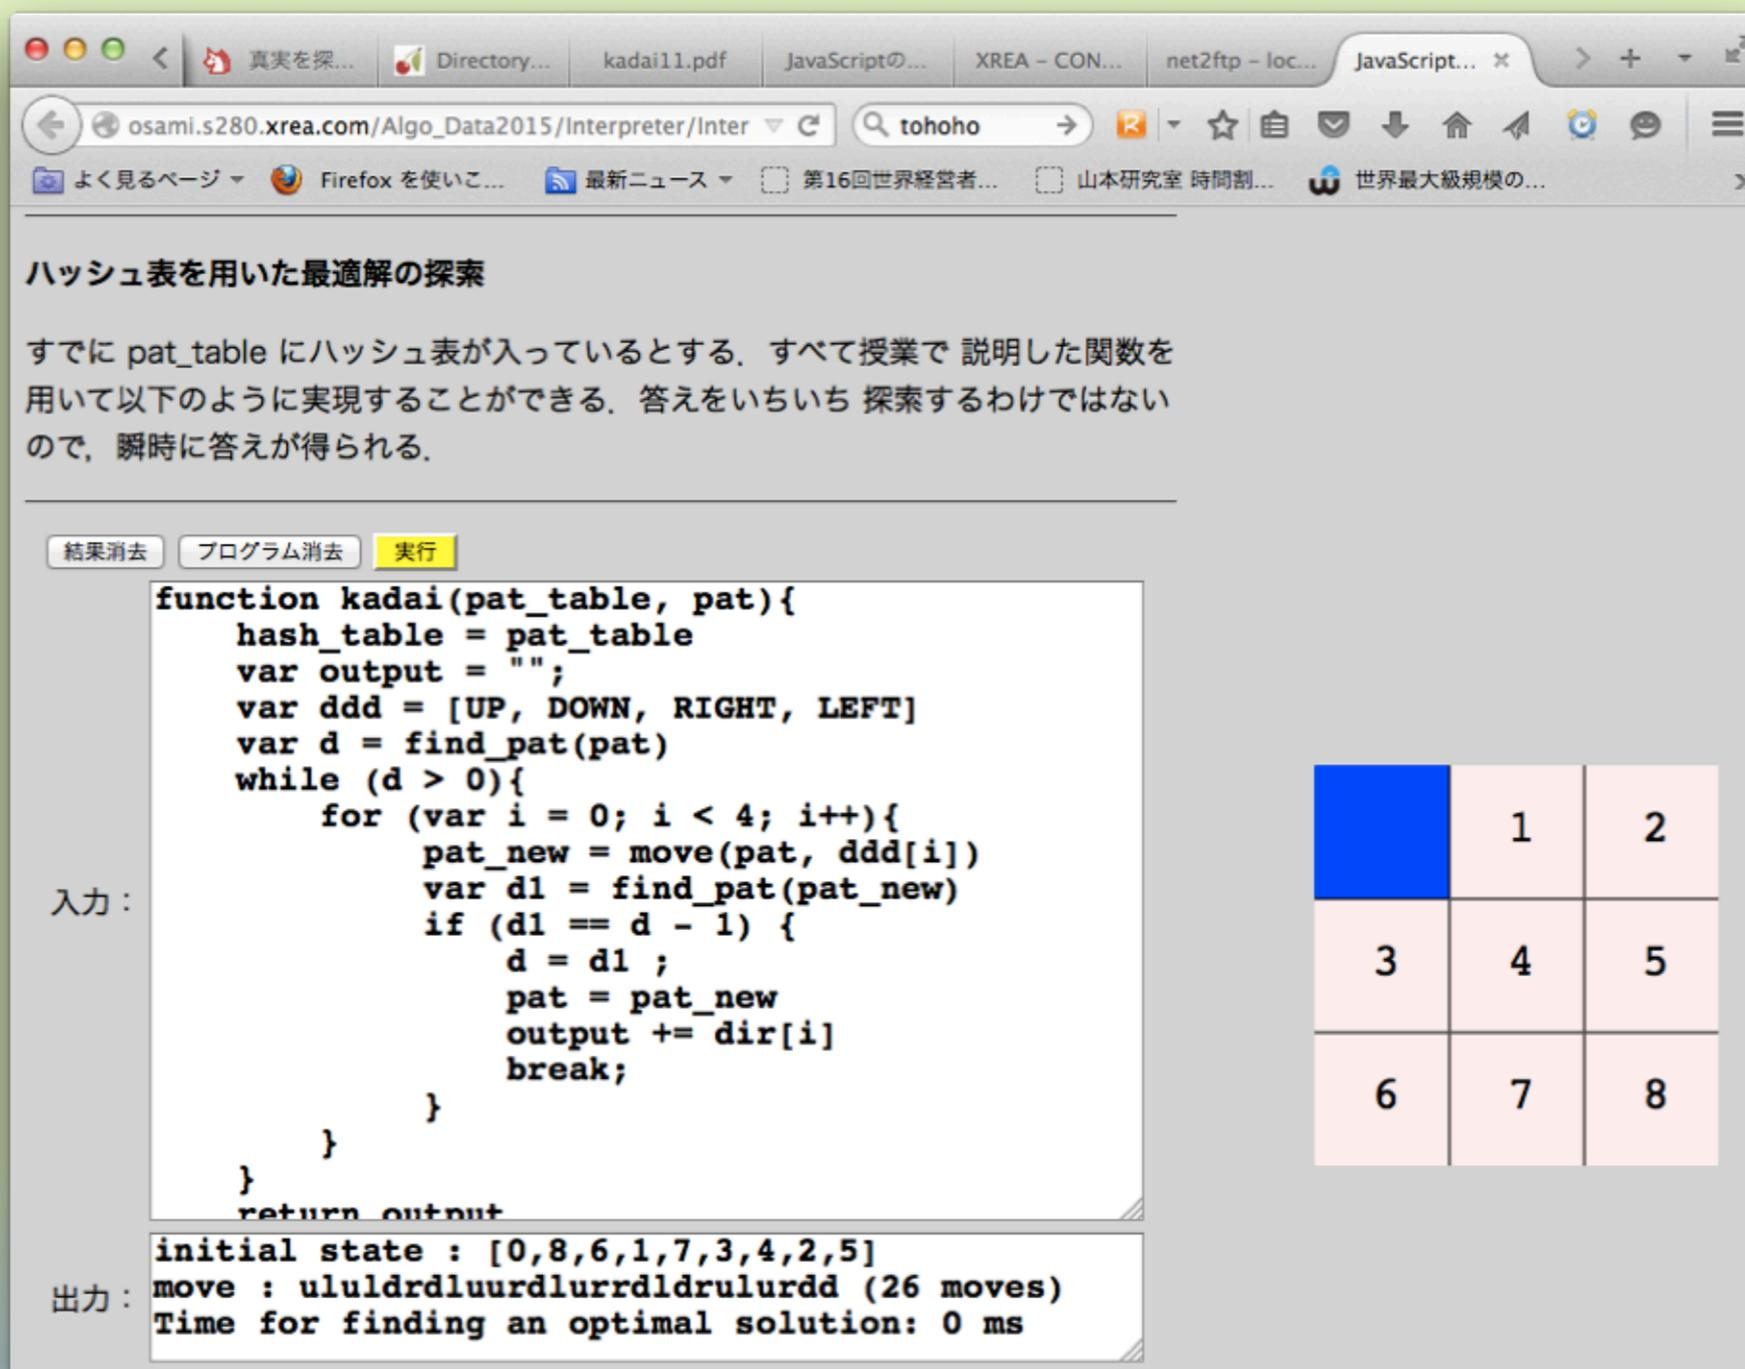 真実を探...
Directory...
kadai11.pdf
JavaScriptの...
XREA – CON...
net2ftp – loc...
JavaScript...
osami.s280.xrea.com/Algo_Data2015/Interpreter/Inter
tohoho
よく見るページ
Firefox を使いこ...
最新ニュース
第16回世界経営者...
山本研究室 時間割...
世界最大級規模の...
ハッシュ表を用いた最適解の探索
すでに pat_table にハッシュ表が入っているとする．すべて授業で 説明した関数を
用いて以下のように実現することができる．答えをいちいち 探索するわけではない
ので，瞬時に答えが得られる．
結果消去 プログラム消去 実行
入力：
function kadai(pat_table, pat){
hash_table = pat_table
var output = "";
var ddd = [UP, DOWN, RIGHT, LEFT]
var d = find_pat(pat)
while (d > 0){
for (var i = 0; i < 4; i++){
pat_new = move(pat, ddd[i])
var d1 = find_pat(pat_new)
if (d1 == d - 1) {
d = d1 ;
pat = pat_new
output += dir[i]
break;
}
}
}
return output
1 2
3 4 5
6 7 8
出力：
initial state : [0,8,6,1,7,3,4,2,5]
move : ululdrdluurdlurrdldrulurdd (26 moves)
Time for finding an optimal solution: 0 ms